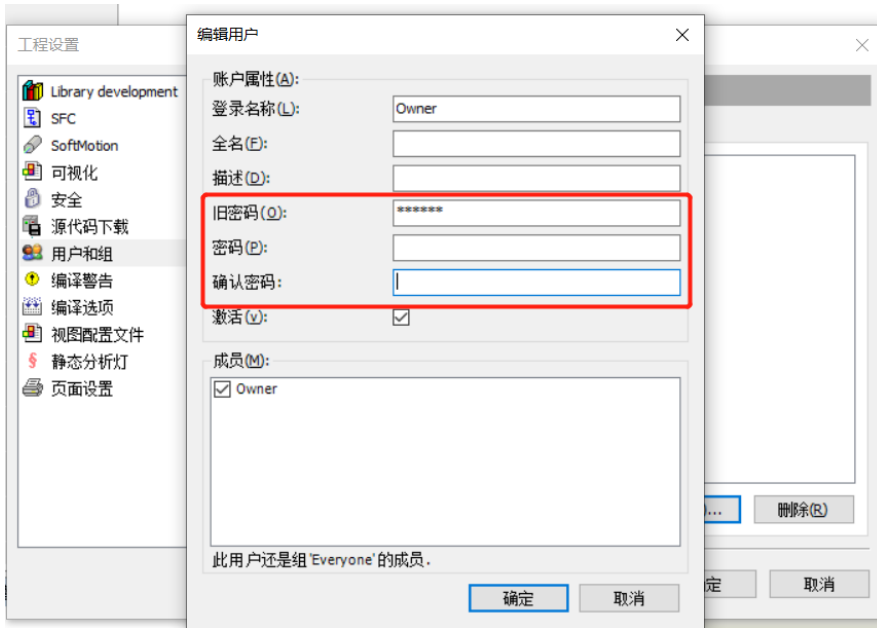 工程设置
Library development
SFC
SoftMotion
可视化
安全
源代码下载
用户和组
编译警告
编译选项
视图配置文件
静态分析灯
页面设置
编辑用户
账户属性(A):
登录名称(L):
Owner
全名(F):
描述(D):
旧密码(O):
******
密码(P):
确认密码:
激活(V):
成员(M):
Owner
此用户还是组'Everyone'的成员.
确定
取消
)...
删除(R)
定
取消